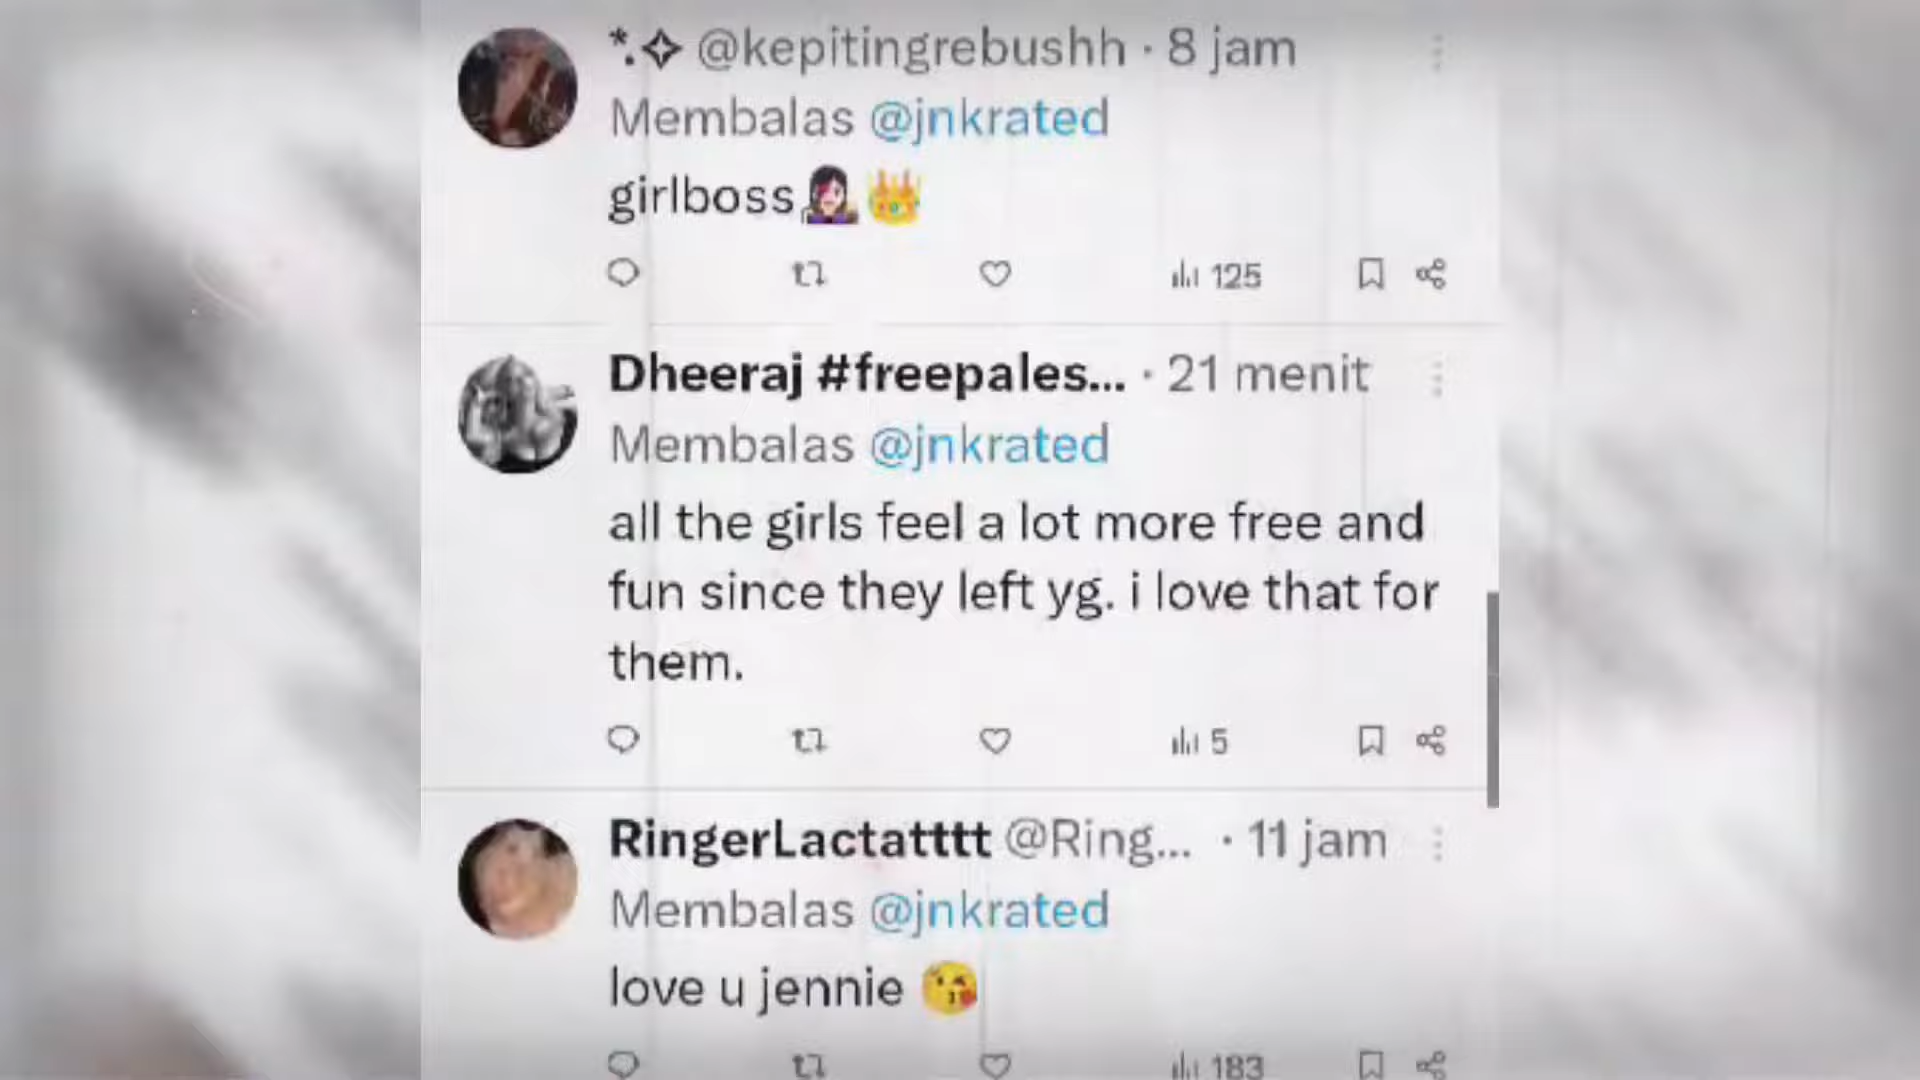 *.✧ @kepitingrebushh · 8 jam
Membalas @jnkrated
girlboss👩🏻‍🎤👑
125
Dheeraj #freepales... · 21 menit
Membalas @jnkrated
all the girls feel a lot more free and
fun since they left yg. i love that for
them.
5
RingerLactatttt @Ring... · 11 jam
Membalas @jnkrated
love u jennie 😘
183